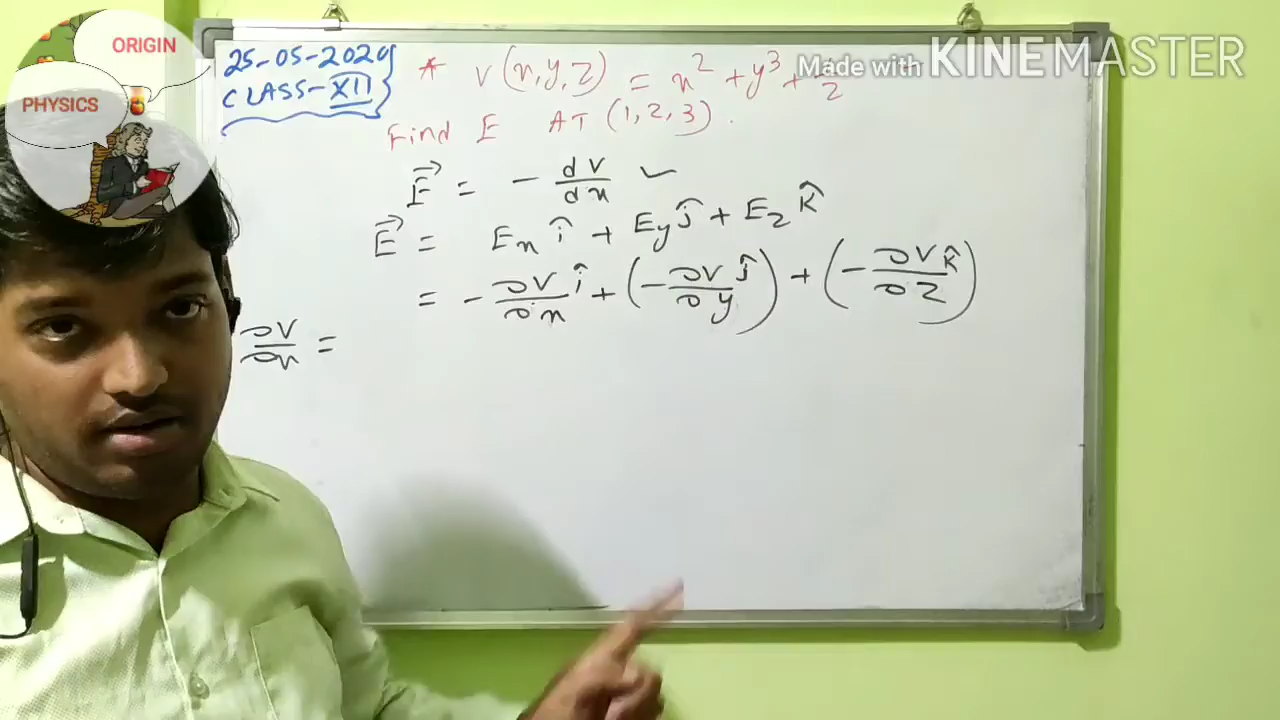 ORIGIN
PHYSICS
Made with KINEMASTER
25-05-2020
CLASS-XII
* V(x,y,z) = x² + y³ +
Find E AT (1,2,3).
E⃗ = - dV/dx ✓
E⃗ = Ex î + Ey ĵ + Ez k̂
= - ∂V/∂x î + (- ∂V/∂y ĵ) + (- ∂V/∂z k̂)
∂V/∂x =